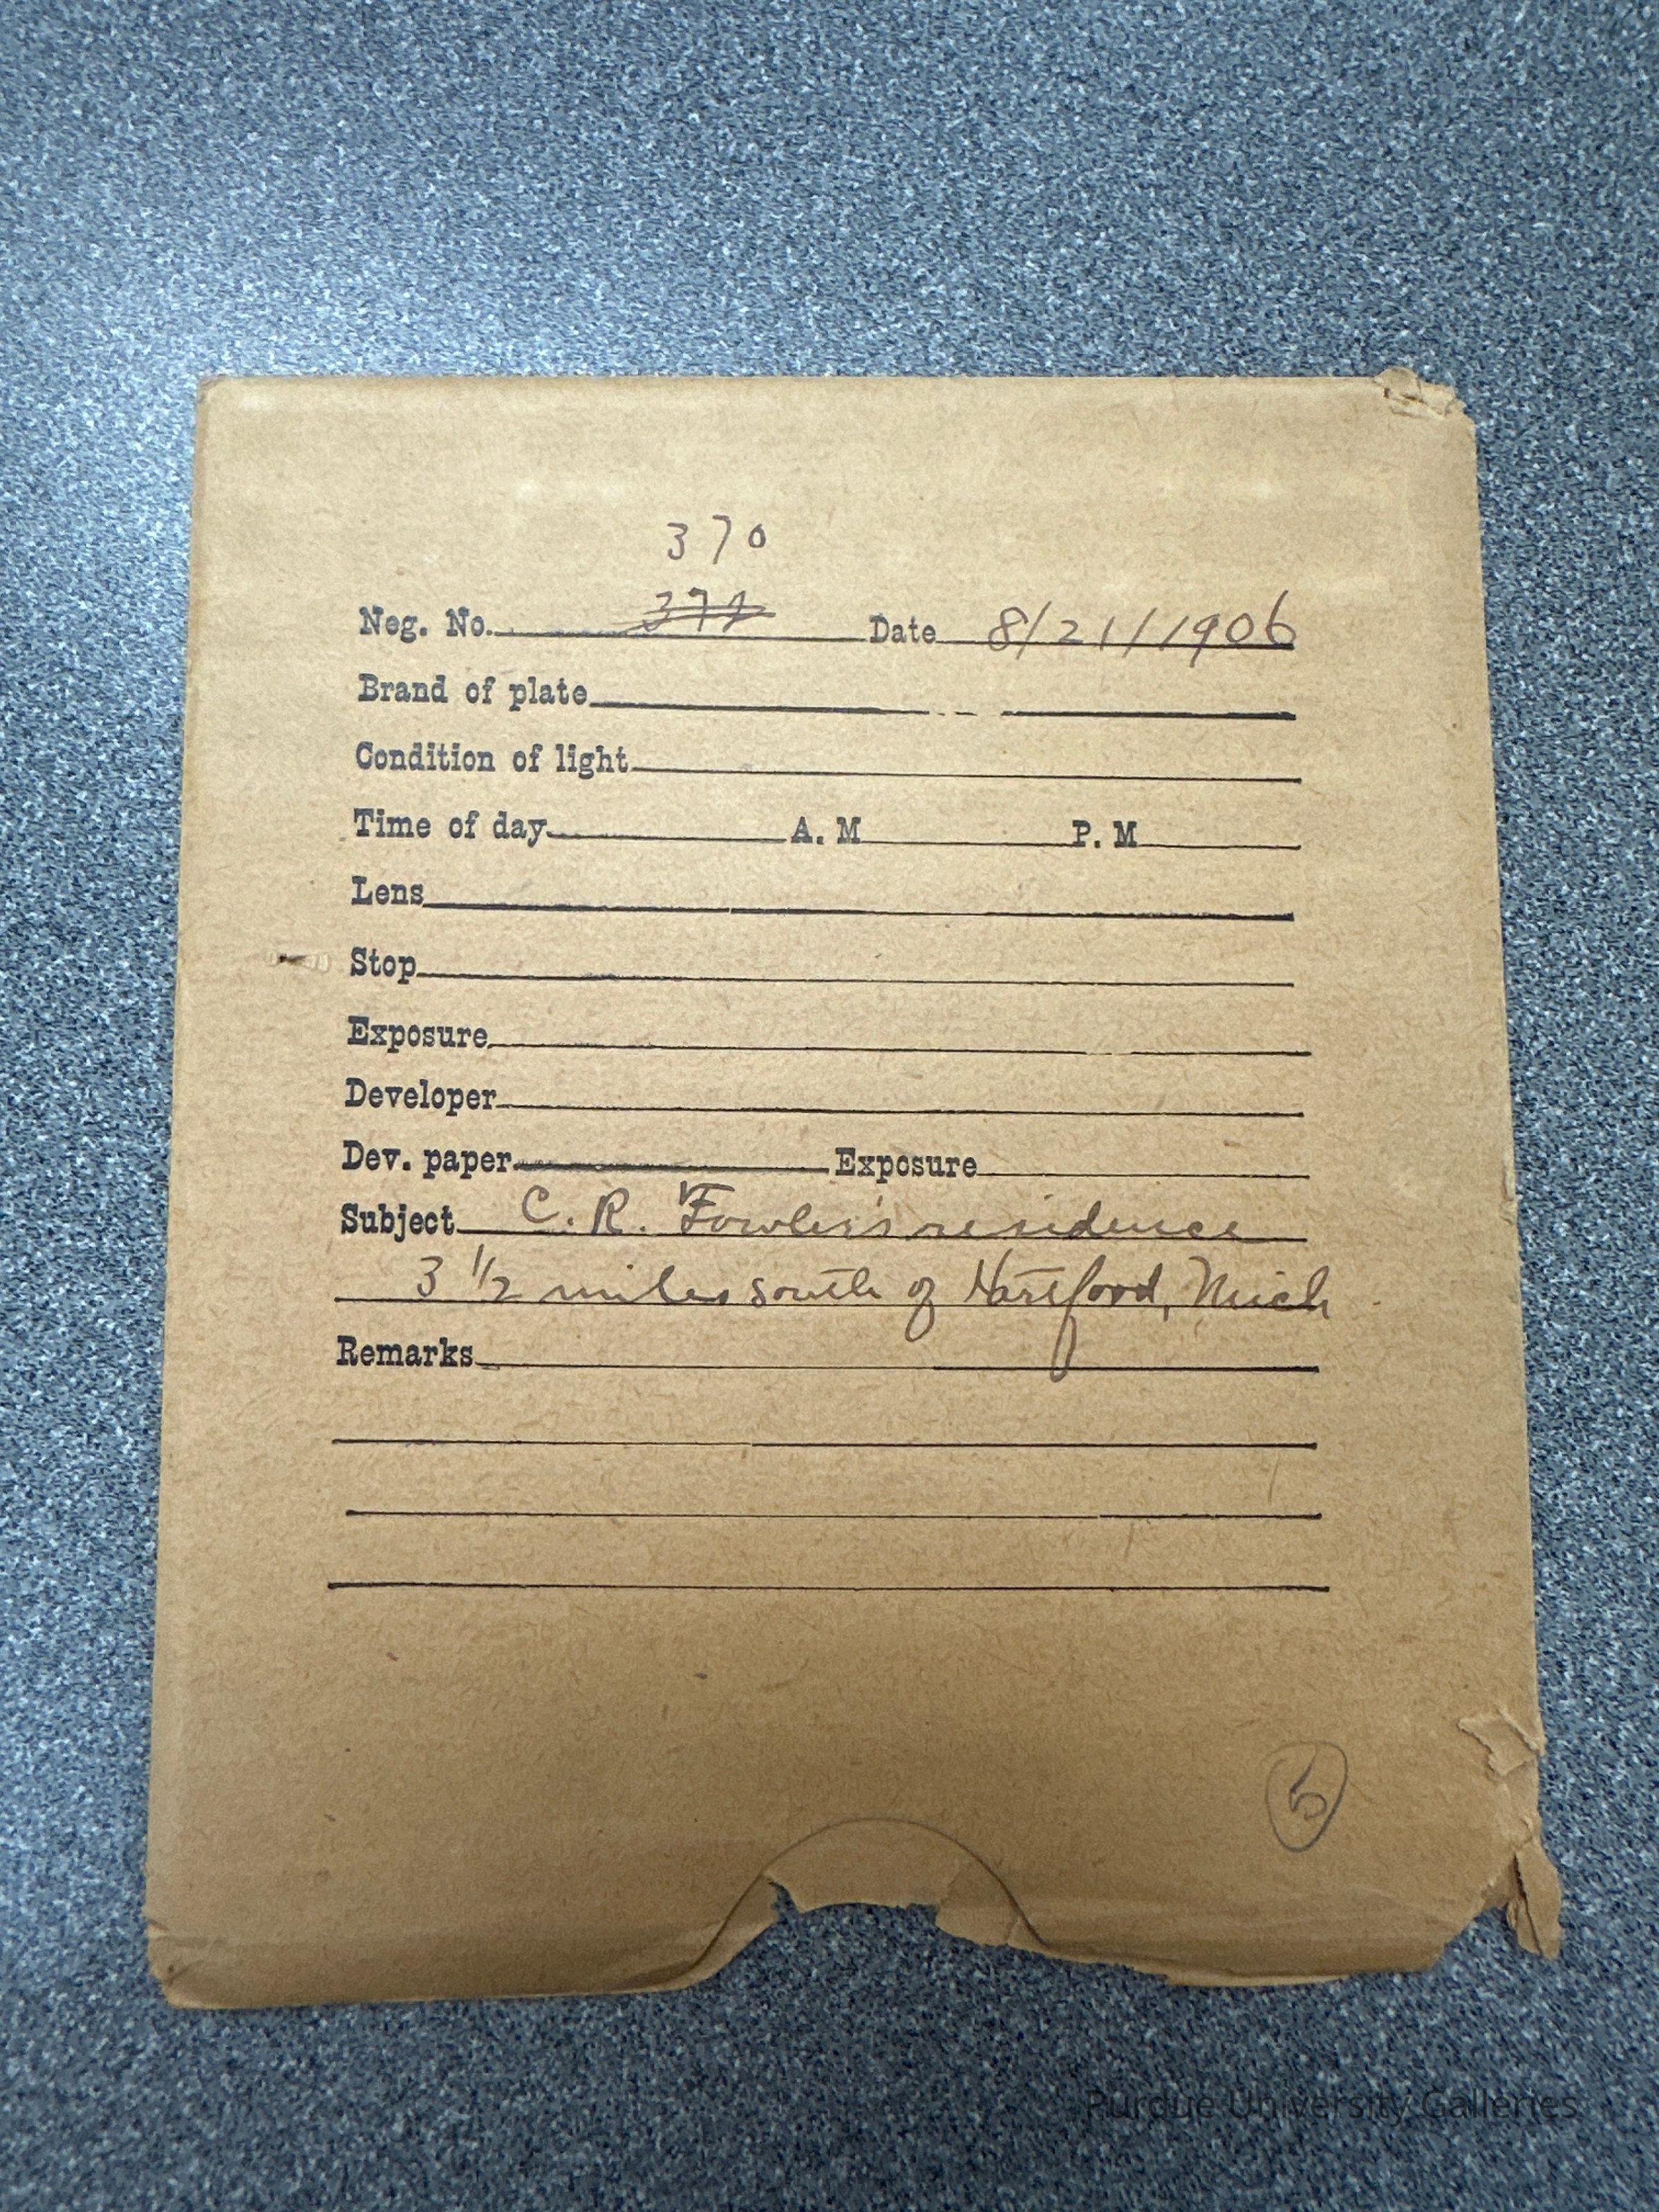 370
Neg. No. 372 Date 8/21/1906
Brand of plate
Condition of light
Time of day A. M P. M
Lens
Stop
Exposure
Developer
Dev. paper Exposure
Subject C. R. Fowler's residence
3 1/2 miles south of Hartford, Mich
Remarks
5
Purdue University Galleries